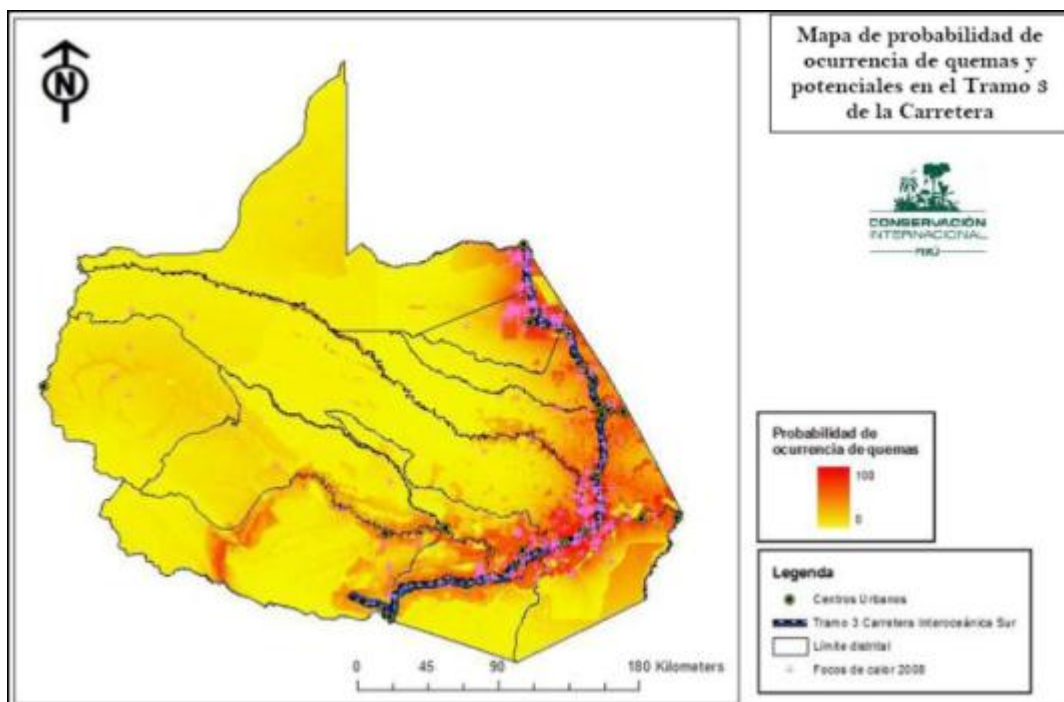 Mapa de probabilidad de
ocurrencia de quemas y
potenciales en el Tramo 3
de la Carretera
N
CONSERVACIÓN
INTERNACIONAL
PERÚ
Probabilidad de
ocurrencia de quemas
100
0
Legenda
Centros Urbanos
Tramo 3 Carretera Interoceánica Sur
Límite distrital
Focos de calor 2008
0 45 90 180 Kilometers